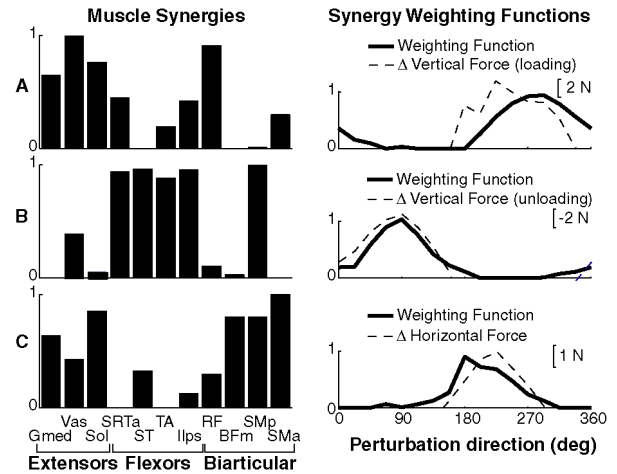 Muscle Synergies
Synergy Weighting Functions
A
1
0
Weighting Function
Δ Vertical Force (loading)
2 N
1
0
B
1
0
Weighting Function
Δ Vertical Force (unloading)
-2 N
1
0
C
1
0
Weighting Function
Δ Horizontal Force
1 N
1
0
Vas SRTa TA RF SMp
Gmed Sol ST Ilps BFm SMa
Extensors Flexors Biarticular
0 90 180 270 360
Perturbation direction (deg)